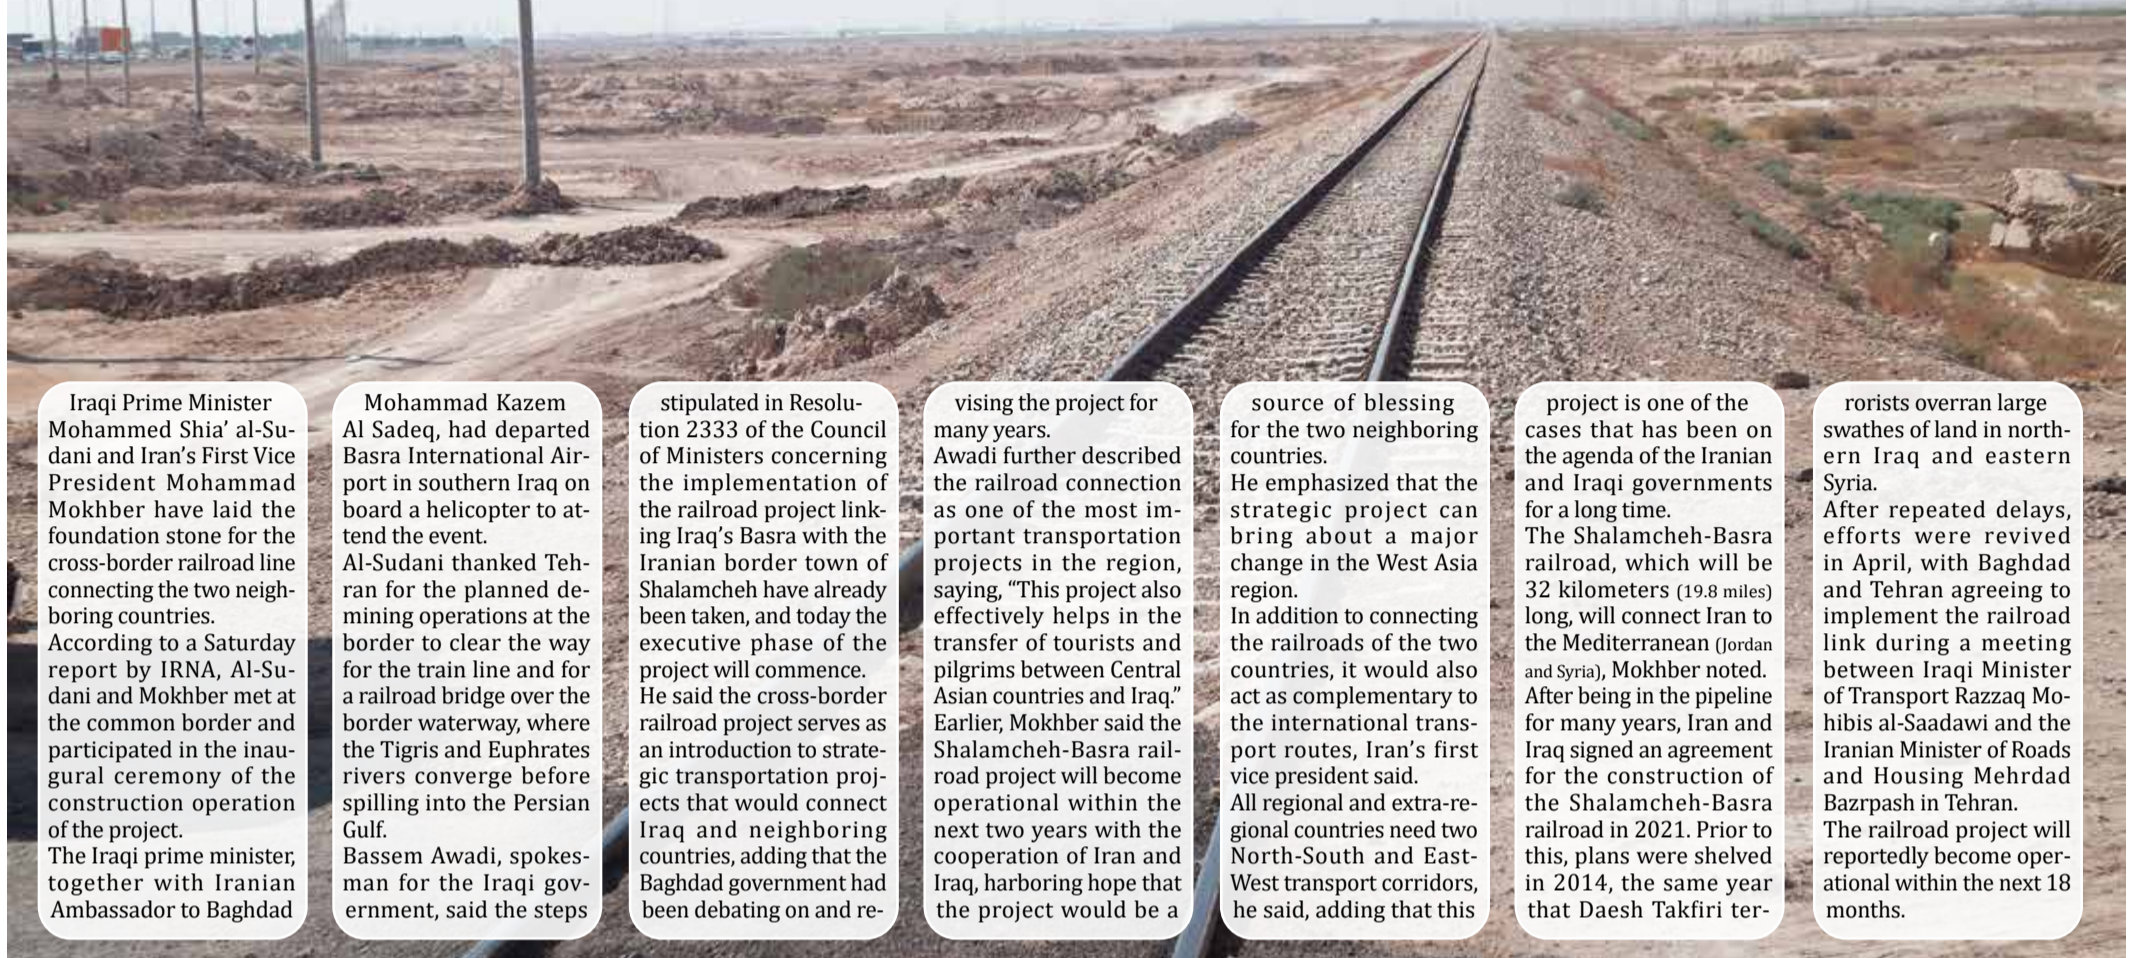 Iraqi Prime Minister
Mohammed Shia’ al-Su-
dani and Iran’s First Vice
President Mohammad
Mokhber have laid the
foundation stone for the
cross-border railroad line
connecting the two neigh-
boring countries.
According to a Saturday
report by IRNA, Al-Su-
dani and Mokhber met at
the common border and
participated in the inau-
gural ceremony of the
construction operation
of the project.
The Iraqi prime minister,
together with Iranian
Ambassador to Baghdad
Mohammad Kazem
Al Sadeq, had departed
Basra International Air-
port in southern Iraq on
board a helicopter to at-
tend the event.
Al-Sudani thanked Teh-
ran for the planned de-
mining operations at the
border to clear the way
for the train line and for
a railroad bridge over the
border waterway, where
the Tigris and Euphrates
rivers converge before
spilling into the Persian
Gulf.
Bassem Awadi, spokes-
man for the Iraqi gov-
ernment, said the steps
stipulated in Resolu-
tion 2333 of the Council
of Ministers concerning
the implementation of
the railroad project link-
ing Iraq’s Basra with the
Iranian border town of
Shalamcheh have already
been taken, and today the
executive phase of the
project will commence.
He said the cross-border
railroad project serves as
an introduction to strate-
gic transportation proj-
ects that would connect
Iraq and neighboring
countries, adding that the
Baghdad government had
been debating on and re-
vising the project for
many years.
Awadi further described
the railroad connection
as one of the most im-
portant transportation
projects in the region,
saying, “This project also
effectively helps in the
transfer of tourists and
pilgrims between Central
Asian countries and Iraq.”
Earlier, Mokhber said the
Shalamcheh-Basra rail-
road project will become
operational within the
next two years with the
cooperation of Iran and
Iraq, harboring hope that
the project would be a
source of blessing
for the two neighboring
countries.
He emphasized that the
strategic project can
bring about a major
change in the West Asia
region.
In addition to connecting
the railroads of the two
countries, it would also
act as complementary to
the international trans-
port routes, Iran’s first
vice president said.
All regional and extra-re-
gional countries need two
North-South and East-
West transport corridors,
he said, adding that this
project is one of the
cases that has been on
the agenda of the Iranian
and Iraqi governments
for a long time.
The Shalamcheh-Basra
railroad, which will be
32 kilometers (19.8 miles)
long, will connect Iran to
the Mediterranean (Jordan
and Syria), Mokhber noted.
After being in the pipeline
for many years, Iran and
Iraq signed an agreement
for the construction of
the Shalamcheh-Basra
railroad in 2021. Prior to
this, plans were shelved
in 2014, the same year
that Daesh Takfiri ter-
rorists overran large
swathes of land in north-
ern Iraq and eastern
Syria.
After repeated delays,
efforts were revived
in April, with Baghdad
and Tehran agreeing to
implement the railroad
link during a meeting
between Iraqi Minister
of Transport Razzaq Mo-
hibis al-Saadawi and the
Iranian Minister of Roads
and Housing Mehrdad
Bazrpash in Tehran.
The railroad project will
reportedly become oper-
ational within the next 18
months.